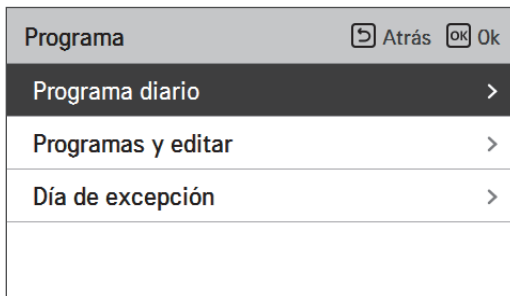 Programa Atrás OK Ok
Programa diario >
Programas y editar >
Día de excepción >